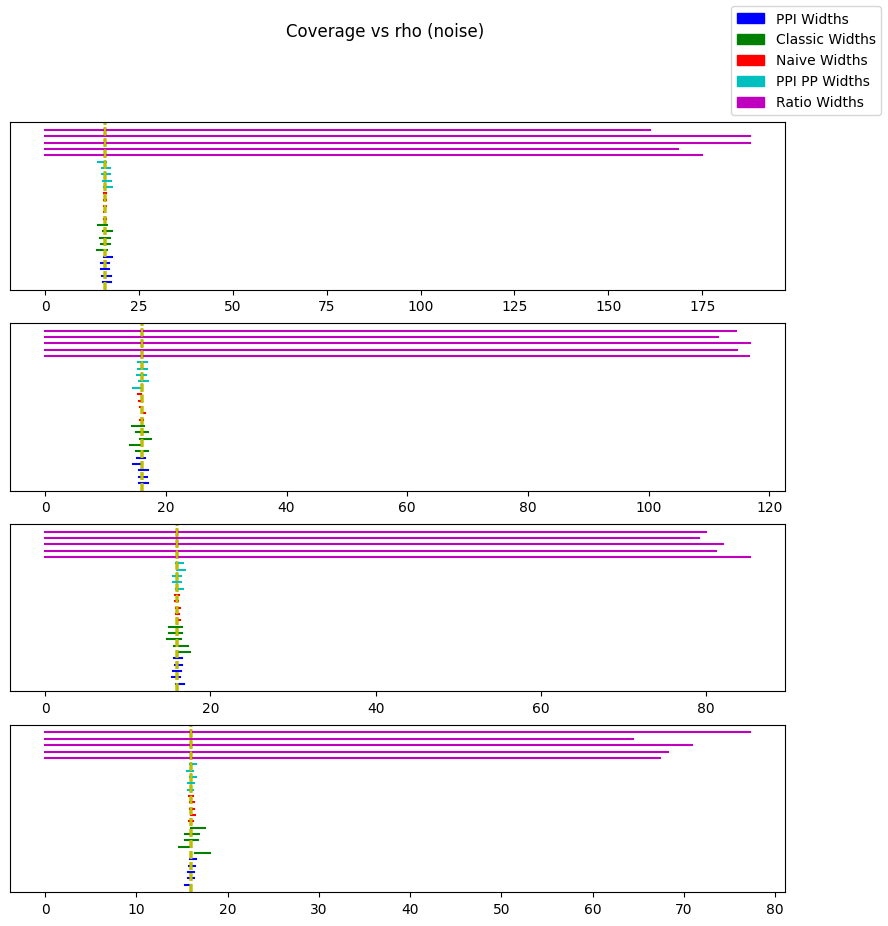 Coverage vs rho (noise)
PPI Widths
Classic Widths
Naive Widths
PPI PP Widths
Ratio Widths
0 25 50 75 100 125 150 175
0 20 40 60 80 100 120
0 20 40 60 80
0 10 20 30 40 50 60 70 80